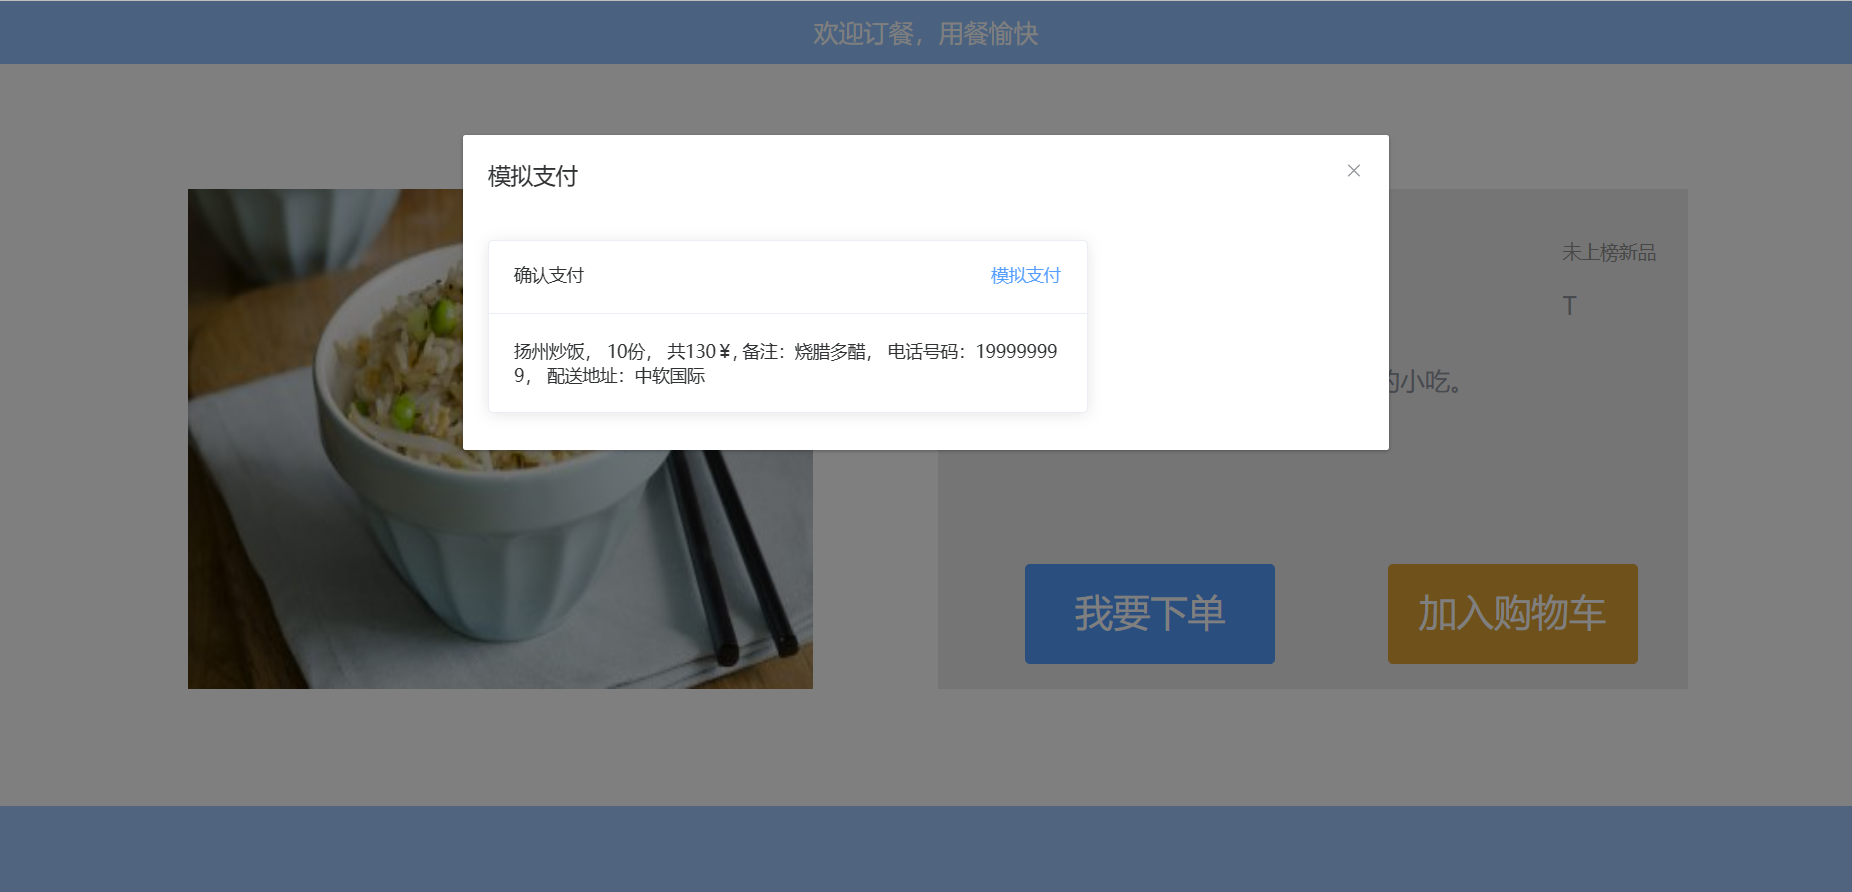 欢迎订餐，用餐愉快
模拟支付
未上榜新品
确认支付
模拟支付
T
扬州炒饭， 10份， 共130￥, 备注：烧腊多醋， 电话号码：19999999
9， 配送地址：中软国际
的小吃。
我要下单
加入购物车